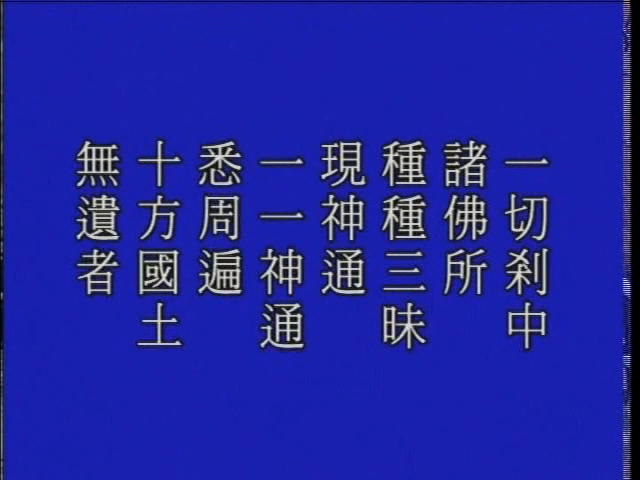 一切剎中
諸佛所
種種三昧
現神通
一一神通
悉周遍
十方國土
無遺者